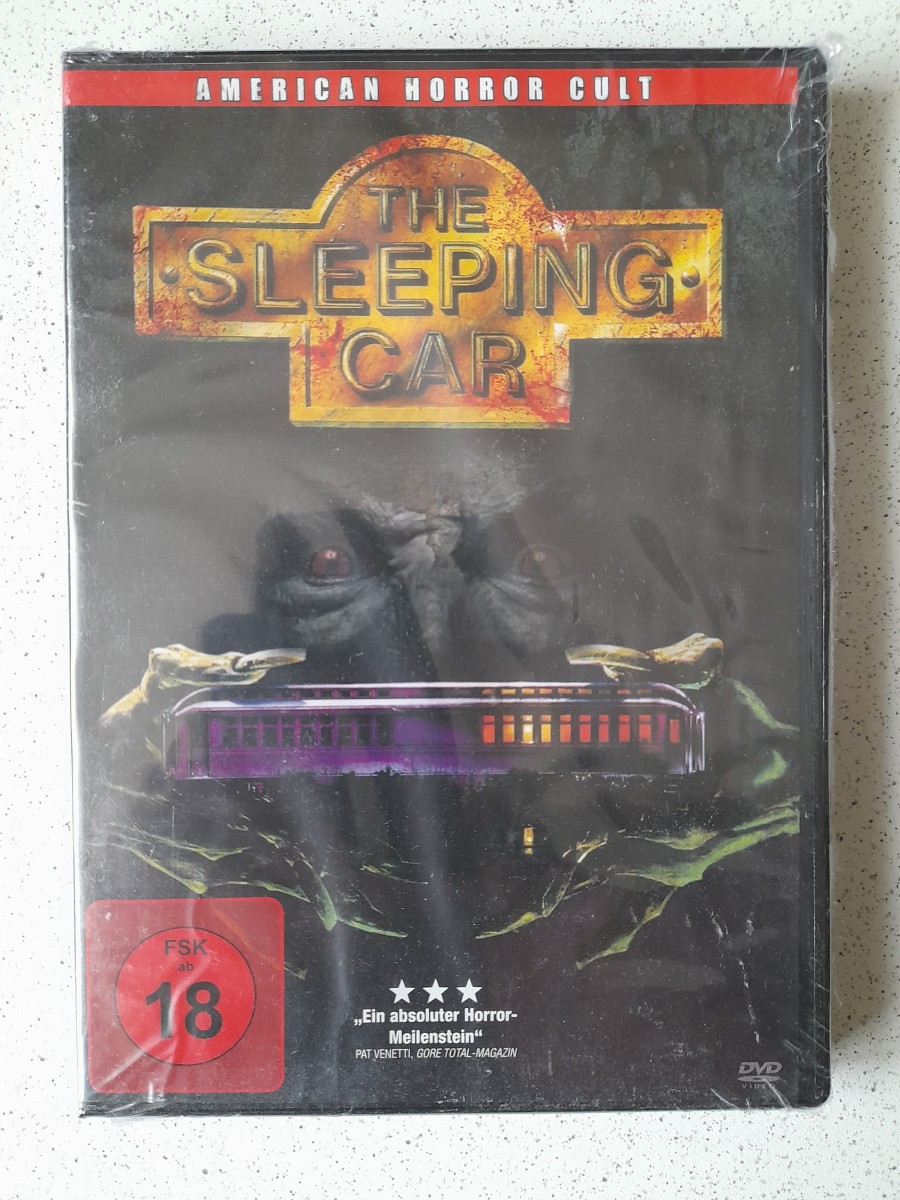 AMERICAN HORROR CULT
THE
SLEEPING
CAR
FSK
ab
18
„Ein absoluter Horror-
Meilenstein“
PAT VENETTI, GORE TOTAL-MAGAZIN
DVD
VIDEO